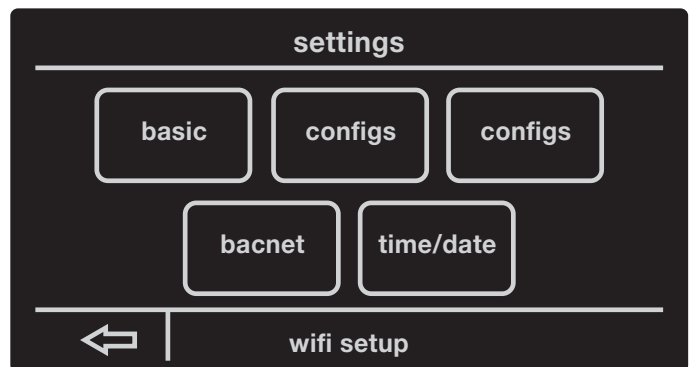 settings
basic configs configs
bacnet time/date
wifi setup